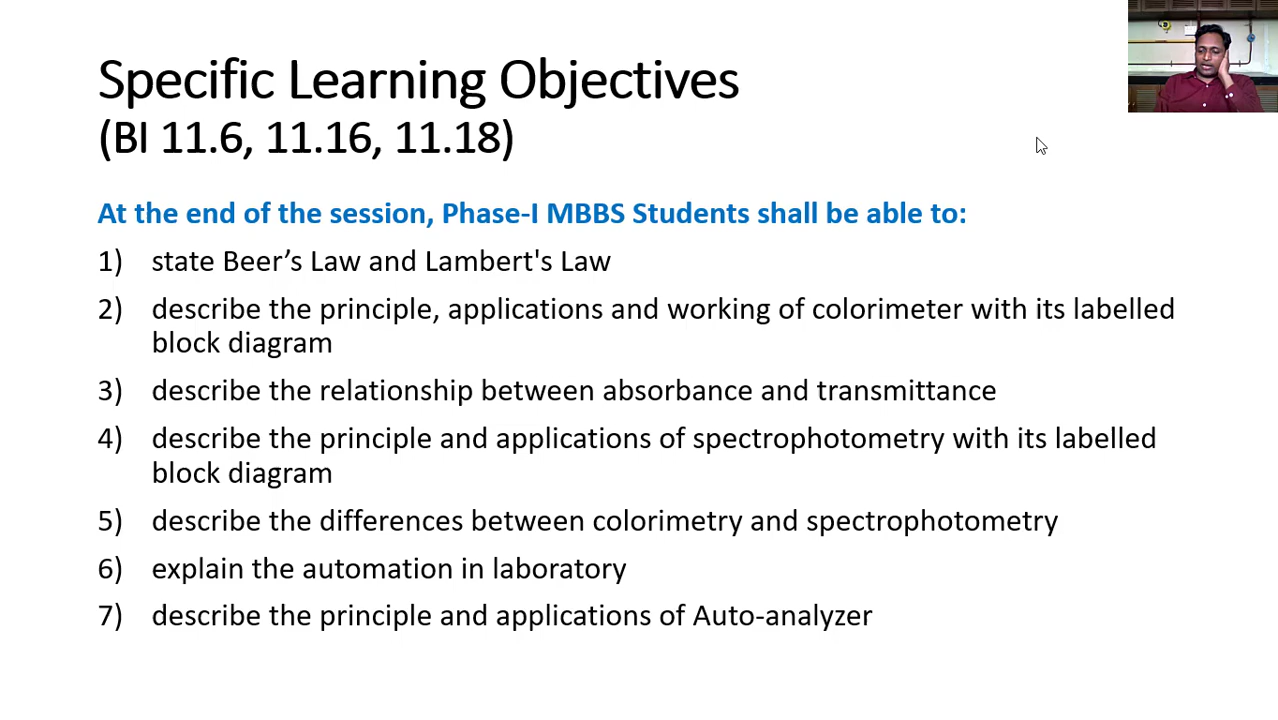 Specific Learning Objectives
(BI 11.6, 11.16, 11.18)
At the end of the session, Phase-I MBBS Students shall be able to:
1) state Beer’s Law and Lambert's Law
2) describe the principle, applications and working of colorimeter with its labelled
block diagram
3) describe the relationship between absorbance and transmittance
4) describe the principle and applications of spectrophotometry with its labelled
block diagram
5) describe the differences between colorimetry and spectrophotometry
6) explain the automation in laboratory
7) describe the principle and applications of Auto-analyzer